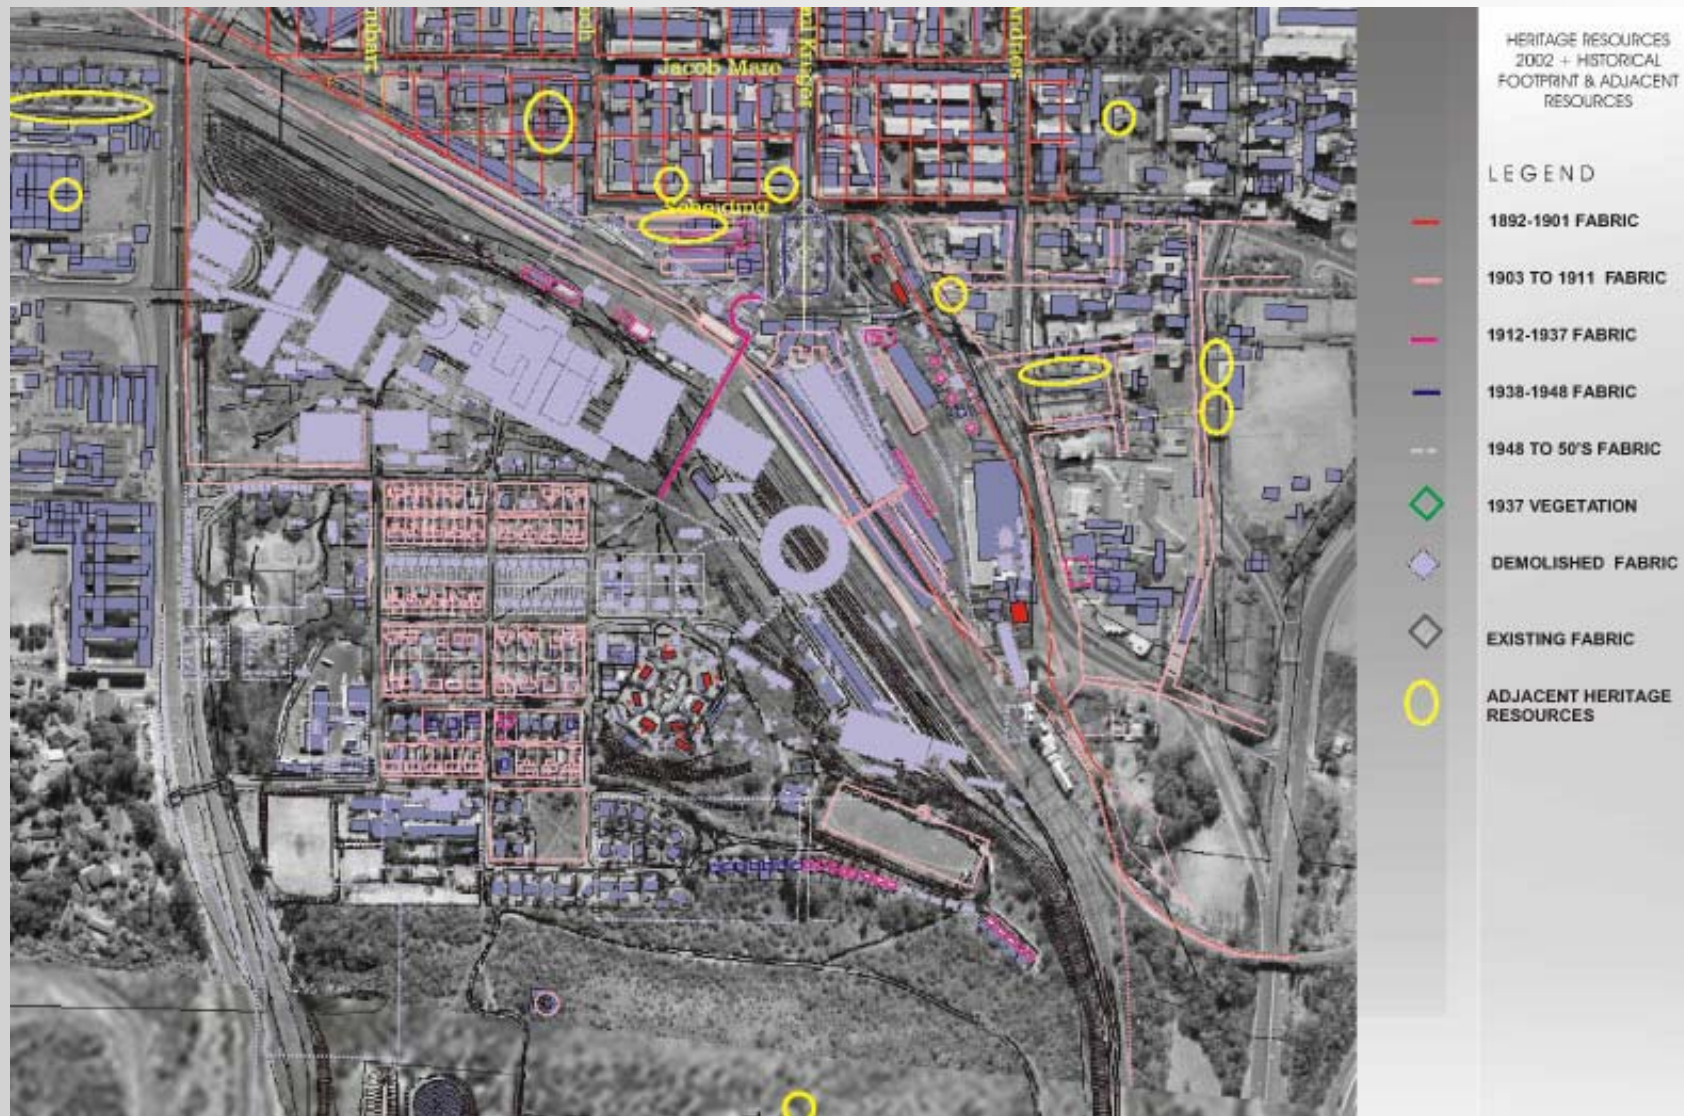 Jacob Mare
Scheiding
HERITAGE RESOURCES
2002 + HISTORICAL
FOOTPRINT & ADJACENT
RESOURCES
LEGEND
1892-1901 FABRIC
1903 TO 1911 FABRIC
1912-1937 FABRIC
1938-1948 FABRIC
1948 TO 50'S FABRIC
1937 VEGETATION
DEMOLISHED FABRIC
EXISTING FABRIC
ADJACENT HERITAGE
RESOURCES